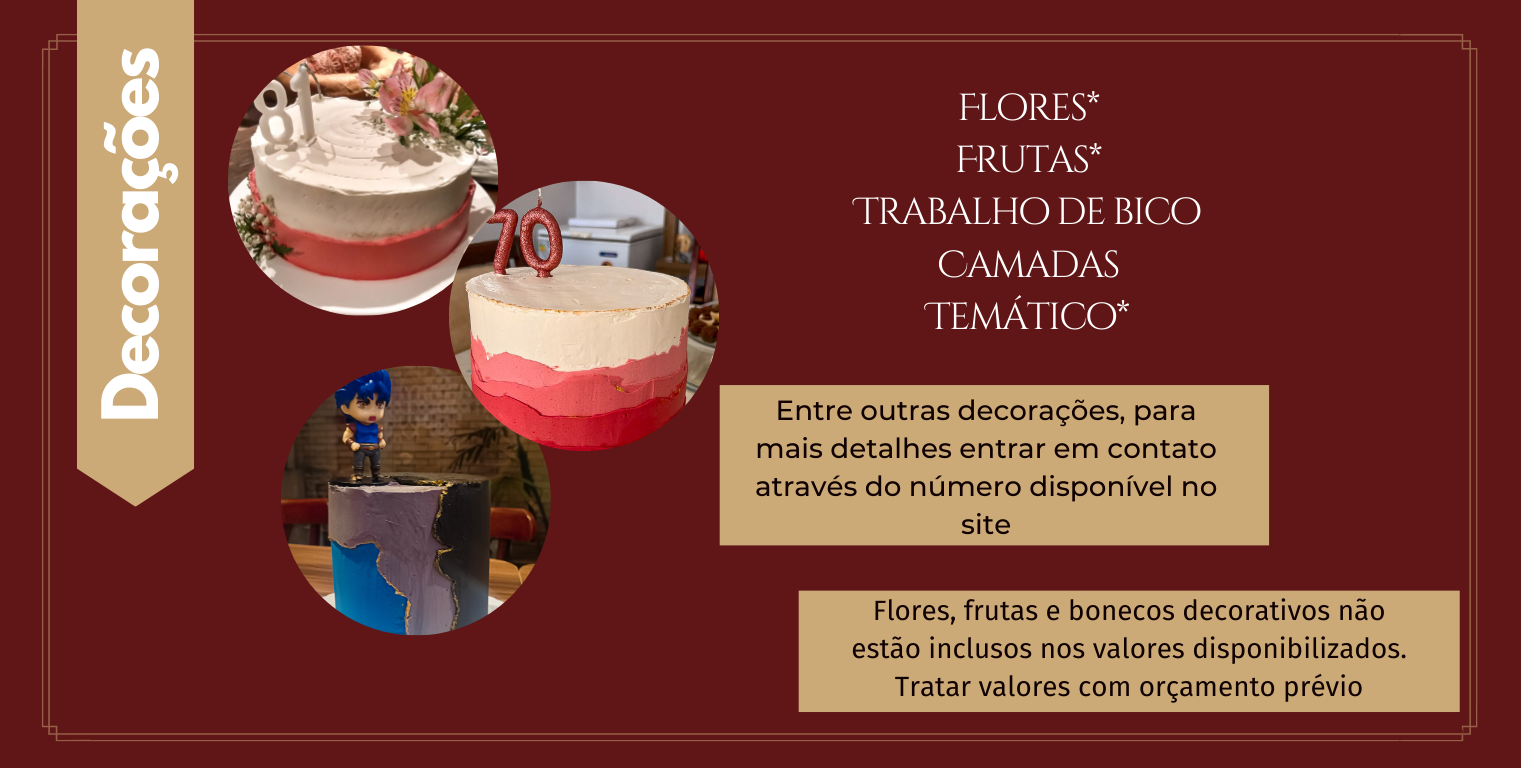 Decorações
81
70
FLORES*
FRUTAS*
TRABALHO DE BICO
CAMADAS
TEMÁTICO*
Entre outras decorações, para
mais detalhes entrar em contato
através do número disponível no
site
Flores, frutas e bonecos decorativos não
estão inclusos nos valores disponibilizados.
Tratar valores com orçamento prévio